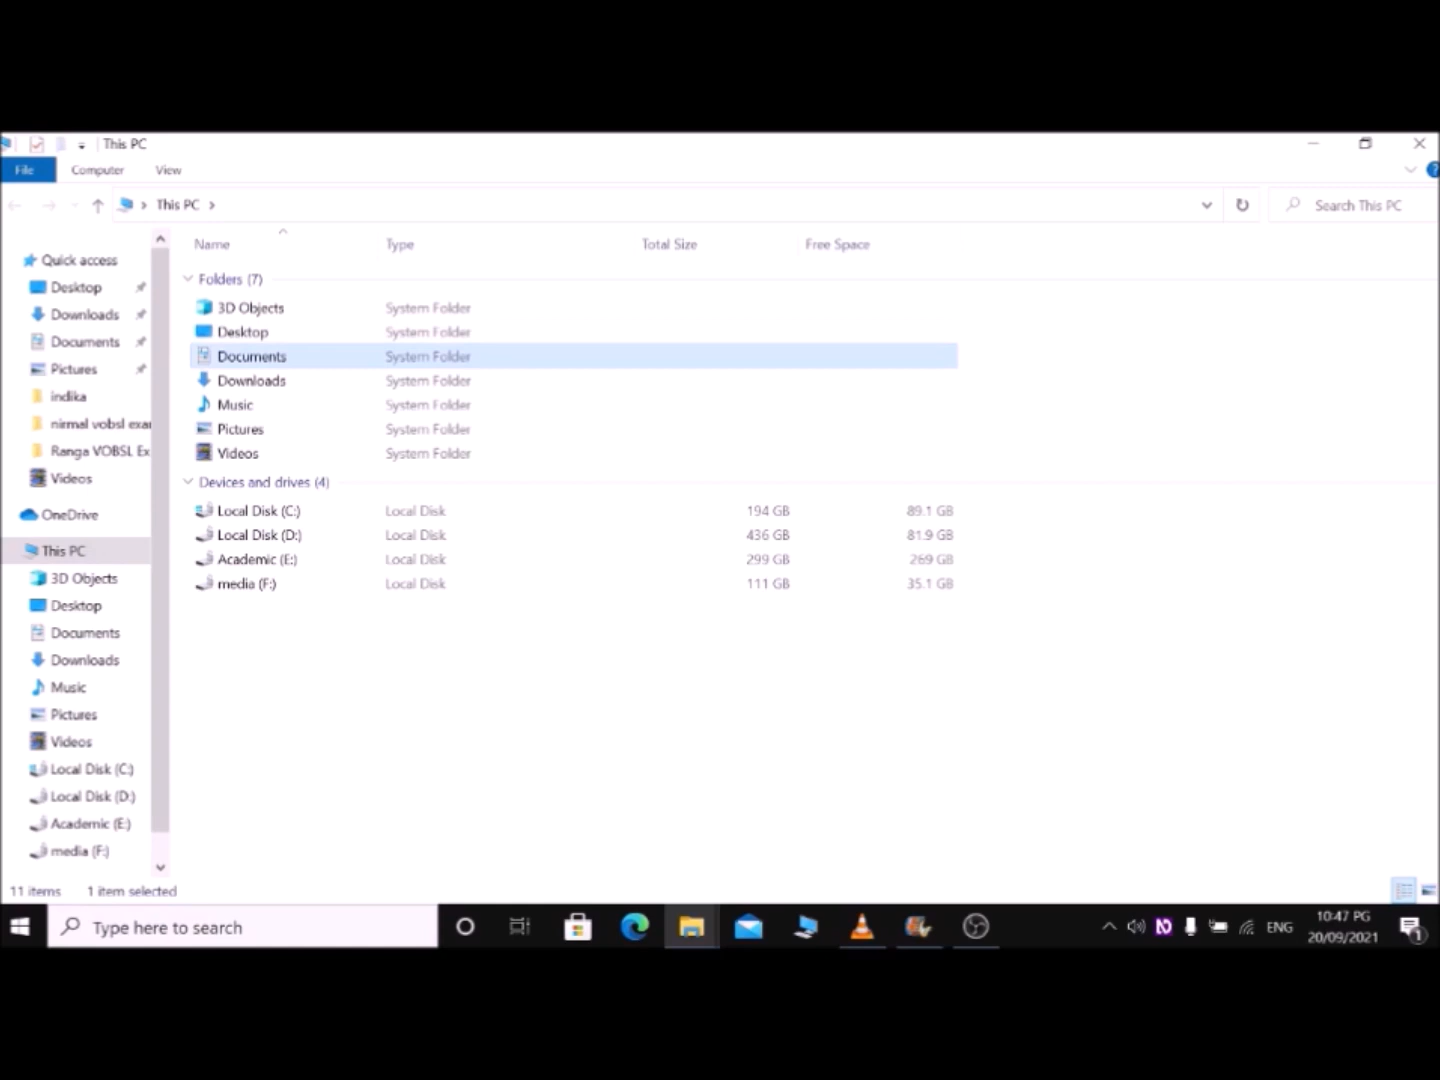 This PC
File Computer View
This PC
Search This PC
Name Type Total Size Free Space
Quick access
Desktop
Downloads
Documents
Pictures
indika
nirmal vobsl exa
Ranga VOBSL Ex
Videos
OneDrive
This PC
3D Objects
Desktop
Documents
Downloads
Music
Pictures
Videos
Local Disk (C:)
Local Disk (D:)
Academic (E:)
media (F:)
Folders (7)
3D Objects System Folder
Desktop System Folder
Documents System Folder
Downloads System Folder
Music System Folder
Pictures System Folder
Videos System Folder
Devices and drives (4)
Local Disk (C:) Local Disk 194 GB 89.1 GB
Local Disk (D:) Local Disk 436 GB 81.9 GB
Academic (E:) Local Disk 299 GB 269 GB
media (F:) Local Disk 111 GB 35.1 GB
11 items 1 item selected
Type here to search
ENG
10:47 PG
20/09/2021
1